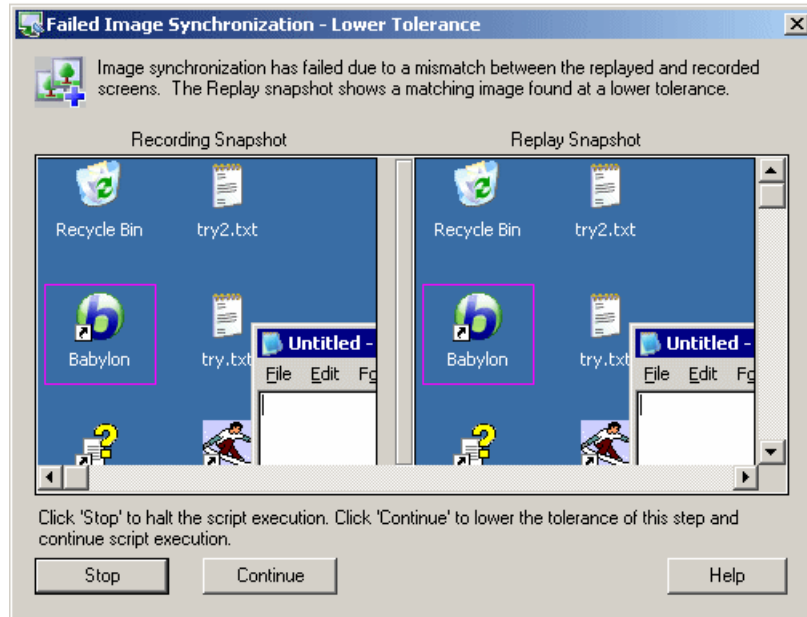 Failed Image Synchronization - Lower Tolerance
Image synchronization has failed due to a mismatch between the replayed and recorded
screens. The Replay snapshot shows a matching image found at a lower tolerance.
Recording Snapshot
Replay Snapshot
Recycle Bin
try2.txt
Babylon
try.txt
Untitled -
File Edit
Recycle Bin
try2.txt
Babylon
try.txt
Untitled -
File Edit
Click 'Stop' to halt the script execution. Click 'Continue' to lower the tolerance of this step and
continue script execution.
Stop
Continue
Help